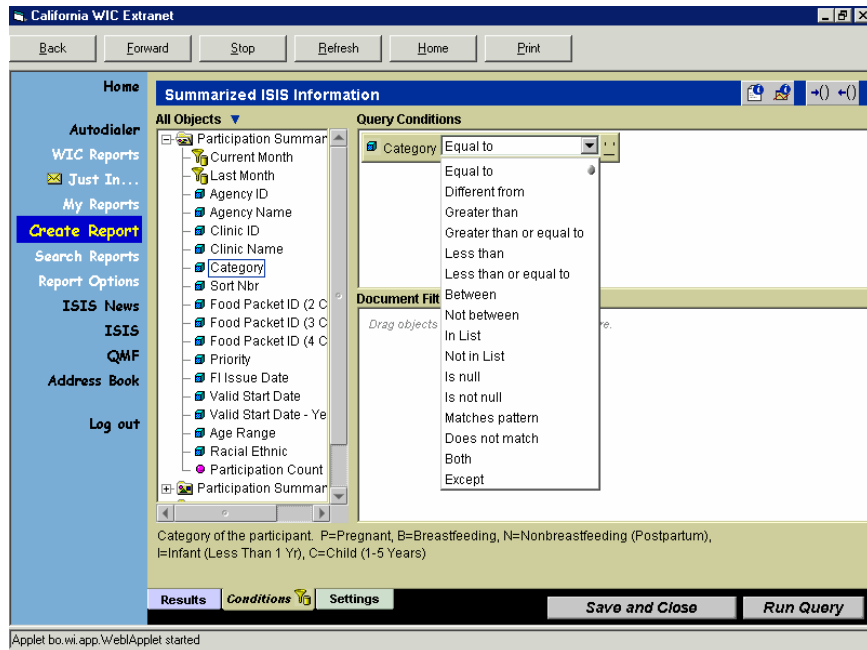 California WIC Extranet
Back Forward Stop Refresh Home Print
Home
Autodialer
WIC Reports
Just In...
My Reports
Create Report
Search Reports
Report Options
ISIS News
ISIS
QMF
Address Book
Log out
Summarized ISIS Information
All Objects
Participation Summar
Current Month
Last Month
Agency ID
Agency Name
Clinic ID
Clinic Name
Category
Sort Nbr
Food Packet ID (2 C
Food Packet ID (3 C
Food Packet ID (4 C
Priority
FI Issue Date
Valid Start Date
Valid Start Date - Ye
Age Range
Racial Ethnic
Participation Count
Participation Summar
Query Conditions
Category Equal to
Equal to
Different from
Greater than
Greater than or equal to
Less than
Less than or equal to
Between
Not between
In List
Not in List
Is null
Is not null
Matches pattern
Does not match
Both
Except
Document Filt
Drag objects re.
Category of the participant. P=Pregnant, B=Breastfeeding, N=Nonbreastfeeding (Postpartum),
I=Infant (Less Than 1 Yr), C=Child (1-5 Years)
Results Conditions Settings
Save and Close Run Query
Applet bo.wi.app.WebIApplet started